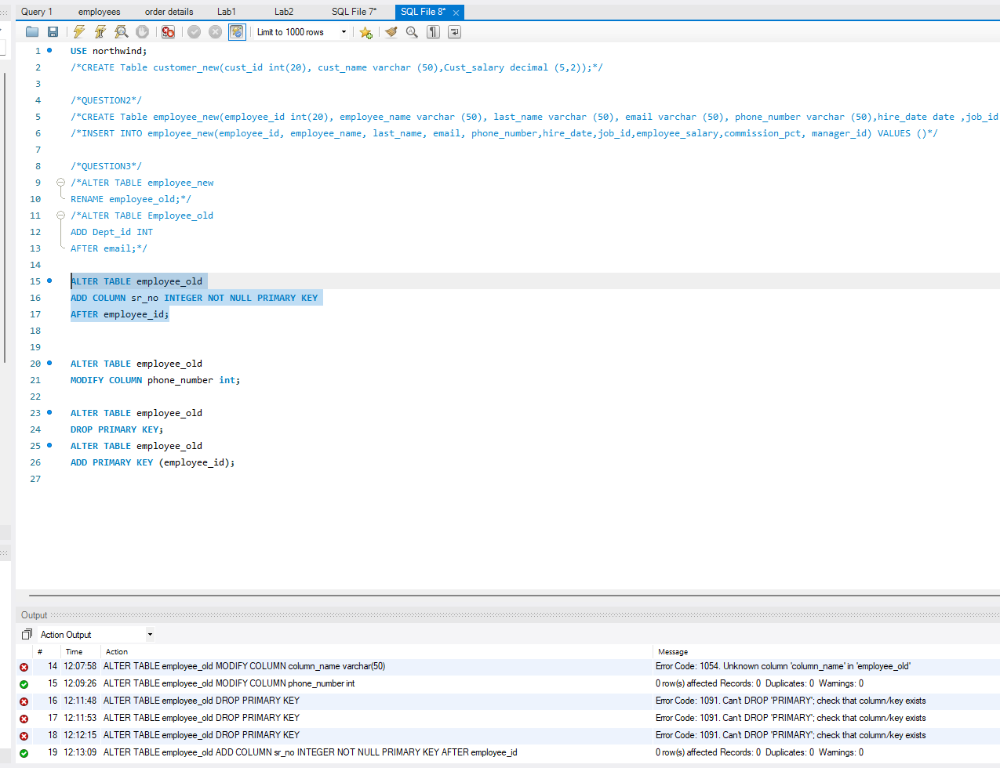 Query 1 employees order details Lab1 Lab2 SQL File 7* SQL File 8* ×
Limit to 1000 rows
1 USE northwind;
2 /*CREATE Table customer_new(cust_id int(20), cust_name varchar (50),Cust_salary decimal (5,2));*/
3
4 /*QUESTION2*/
5 /*CREATE Table employee_new(employee_id int(20), employee_name varchar (50), last_name varchar (50), email varchar (50), phone_number varchar (50),hire_date date ,job_id
6 /*INSERT INTO employee_new(employee_id, employee_name, last_name, email, phone_number,hire_date,job_id,employee_salary,commission_pct, manager_id) VALUES ()*/
7
8 /*QUESTION3*/
9 /*ALTER TABLE employee_new
10 RENAME employee_old;*/
11 /*ALTER TABLE Employee_old
12 ADD Dept_id INT
13 AFTER email;*/
14
15 ALTER TABLE employee_old
16 ADD COLUMN sr_no INTEGER NOT NULL PRIMARY KEY
17 AFTER employee_id;
18
19
20 ALTER TABLE employee_old
21 MODIFY COLUMN phone_number int;
22
23 ALTER TABLE employee_old
24 DROP PRIMARY KEY;
25 ALTER TABLE employee_old
26 ADD PRIMARY KEY (employee_id);
27
Output
Action Output
# Time Action Message
14 12:07:58 ALTER TABLE employee_old MODIFY COLUMN column_name varchar(50) Error Code: 1054. Unknown column 'column_name' in 'employee_old'
15 12:09:26 ALTER TABLE employee_old MODIFY COLUMN phone_number int 0 row(s) affected Records: 0 Duplicates: 0 Warnings: 0
16 12:11:48 ALTER TABLE employee_old DROP PRIMARY KEY Error Code: 1091. Can't DROP 'PRIMARY'; check that column/key exists
17 12:11:53 ALTER TABLE employee_old DROP PRIMARY KEY Error Code: 1091. Can't DROP 'PRIMARY'; check that column/key exists
18 12:12:15 ALTER TABLE employee_old DROP PRIMARY KEY Error Code: 1091. Can't DROP 'PRIMARY'; check that column/key exists
19 12:13:09 ALTER TABLE employee_old ADD COLUMN sr_no INTEGER NOT NULL PRIMARY KEY AFTER employee_id 0 row(s) affected Records: 0 Duplicates: 0 Warnings: 0